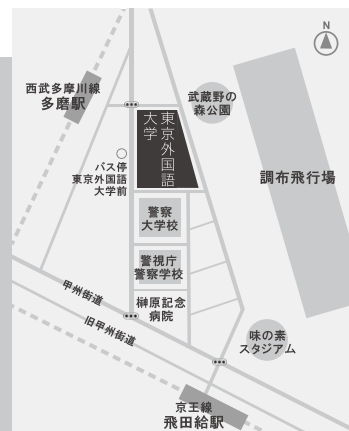 N
西武多摩川線
多磨駅
武蔵野の
森公園
東京外国語
大学
バス停
東京外国語
大学前
調布飛行場
警察
大学校
警視庁
警察学校
榊原記念
病院
甲州街道
旧甲州街道
味の素
スタジアム
京王線
飛田給駅